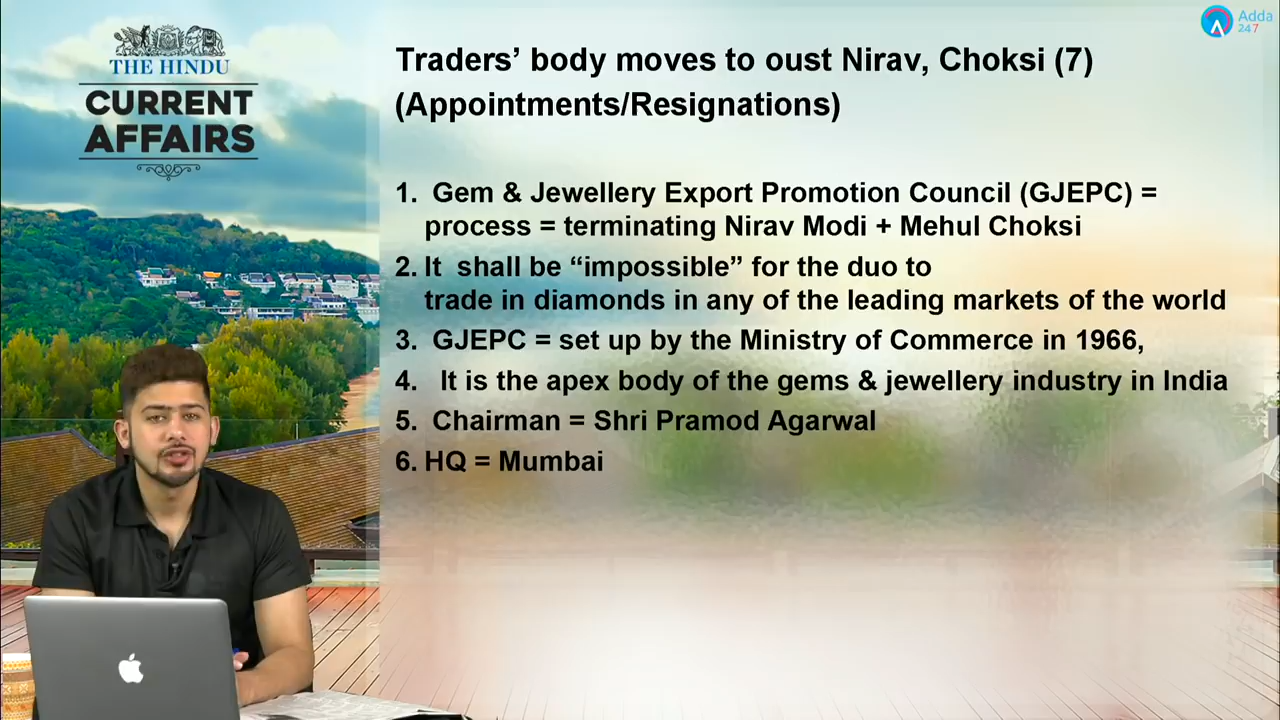 Adda
247
THE HINDU
CURRENT
AFFAIRS
Traders’ body moves to oust Nirav, Choksi (7)
(Appointments/Resignations)
1. Gem & Jewellery Export Promotion Council (GJEPC) =
process = terminating Nirav Modi + Mehul Choksi
2. It shall be “impossible” for the duo to
trade in diamonds in any of the leading markets of the world
3. GJEPC = set up by the Ministry of Commerce in 1966,
4. It is the apex body of the gems & jewellery industry in India
5. Chairman = Shri Pramod Agarwal
6. HQ = Mumbai